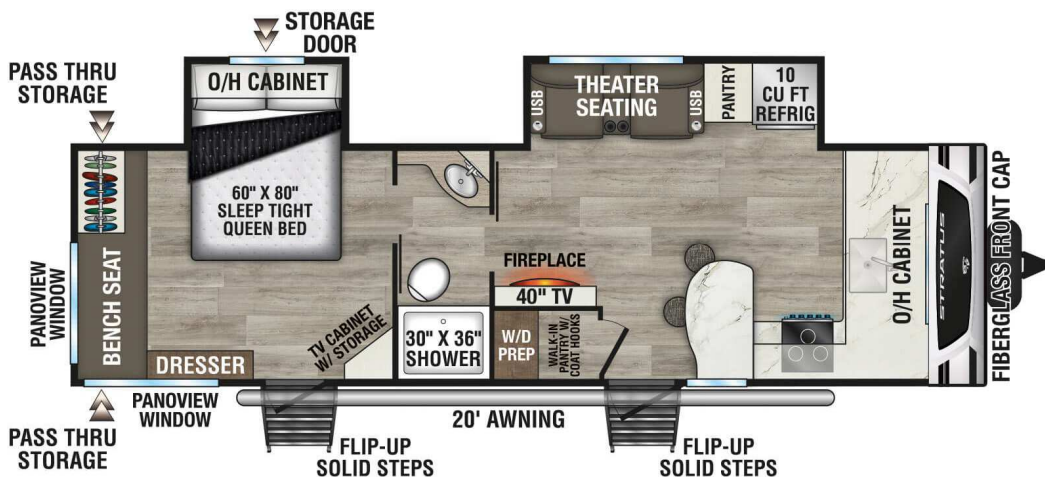 STORAGE
DOOR
PASS THRU
STORAGE
O/H CABINET
USB
THEATER
SEATING
USB
PANTRY
10
CU FT
REFRIG
60" X 80"
SLEEP TIGHT
QUEEN BED
PANOVIEW
WINDOW
BENCH SEAT
FIREPLACE
40" TV
O/H CABINET
STRATUS
FIBERGLASS FRONT CAP
DRESSER
TV CABINET
W/ STORAGE
30" X 36"
SHOWER
W/D
PREP
WALK-IN
PANTRY W/
COAT HOOKS
PANOVIEW
WINDOW
20' AWNING
PASS THRU
STORAGE
FLIP-UP
SOLID STEPS
FLIP-UP
SOLID STEPS